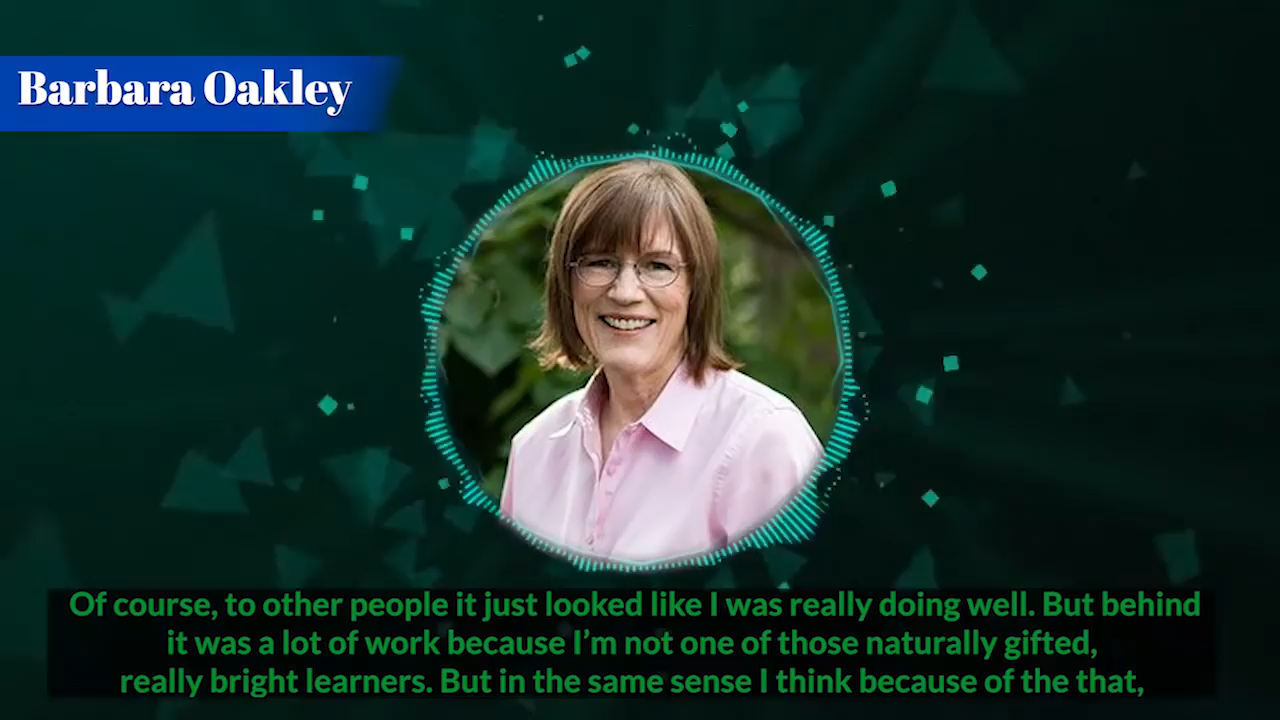 Barbara Oakley
Of course, to other people it just looked like I was really doing well. But behind
it was a lot of work because I’m not one of those naturally gifted,
really bright learners. But in the same sense I think because of the that,